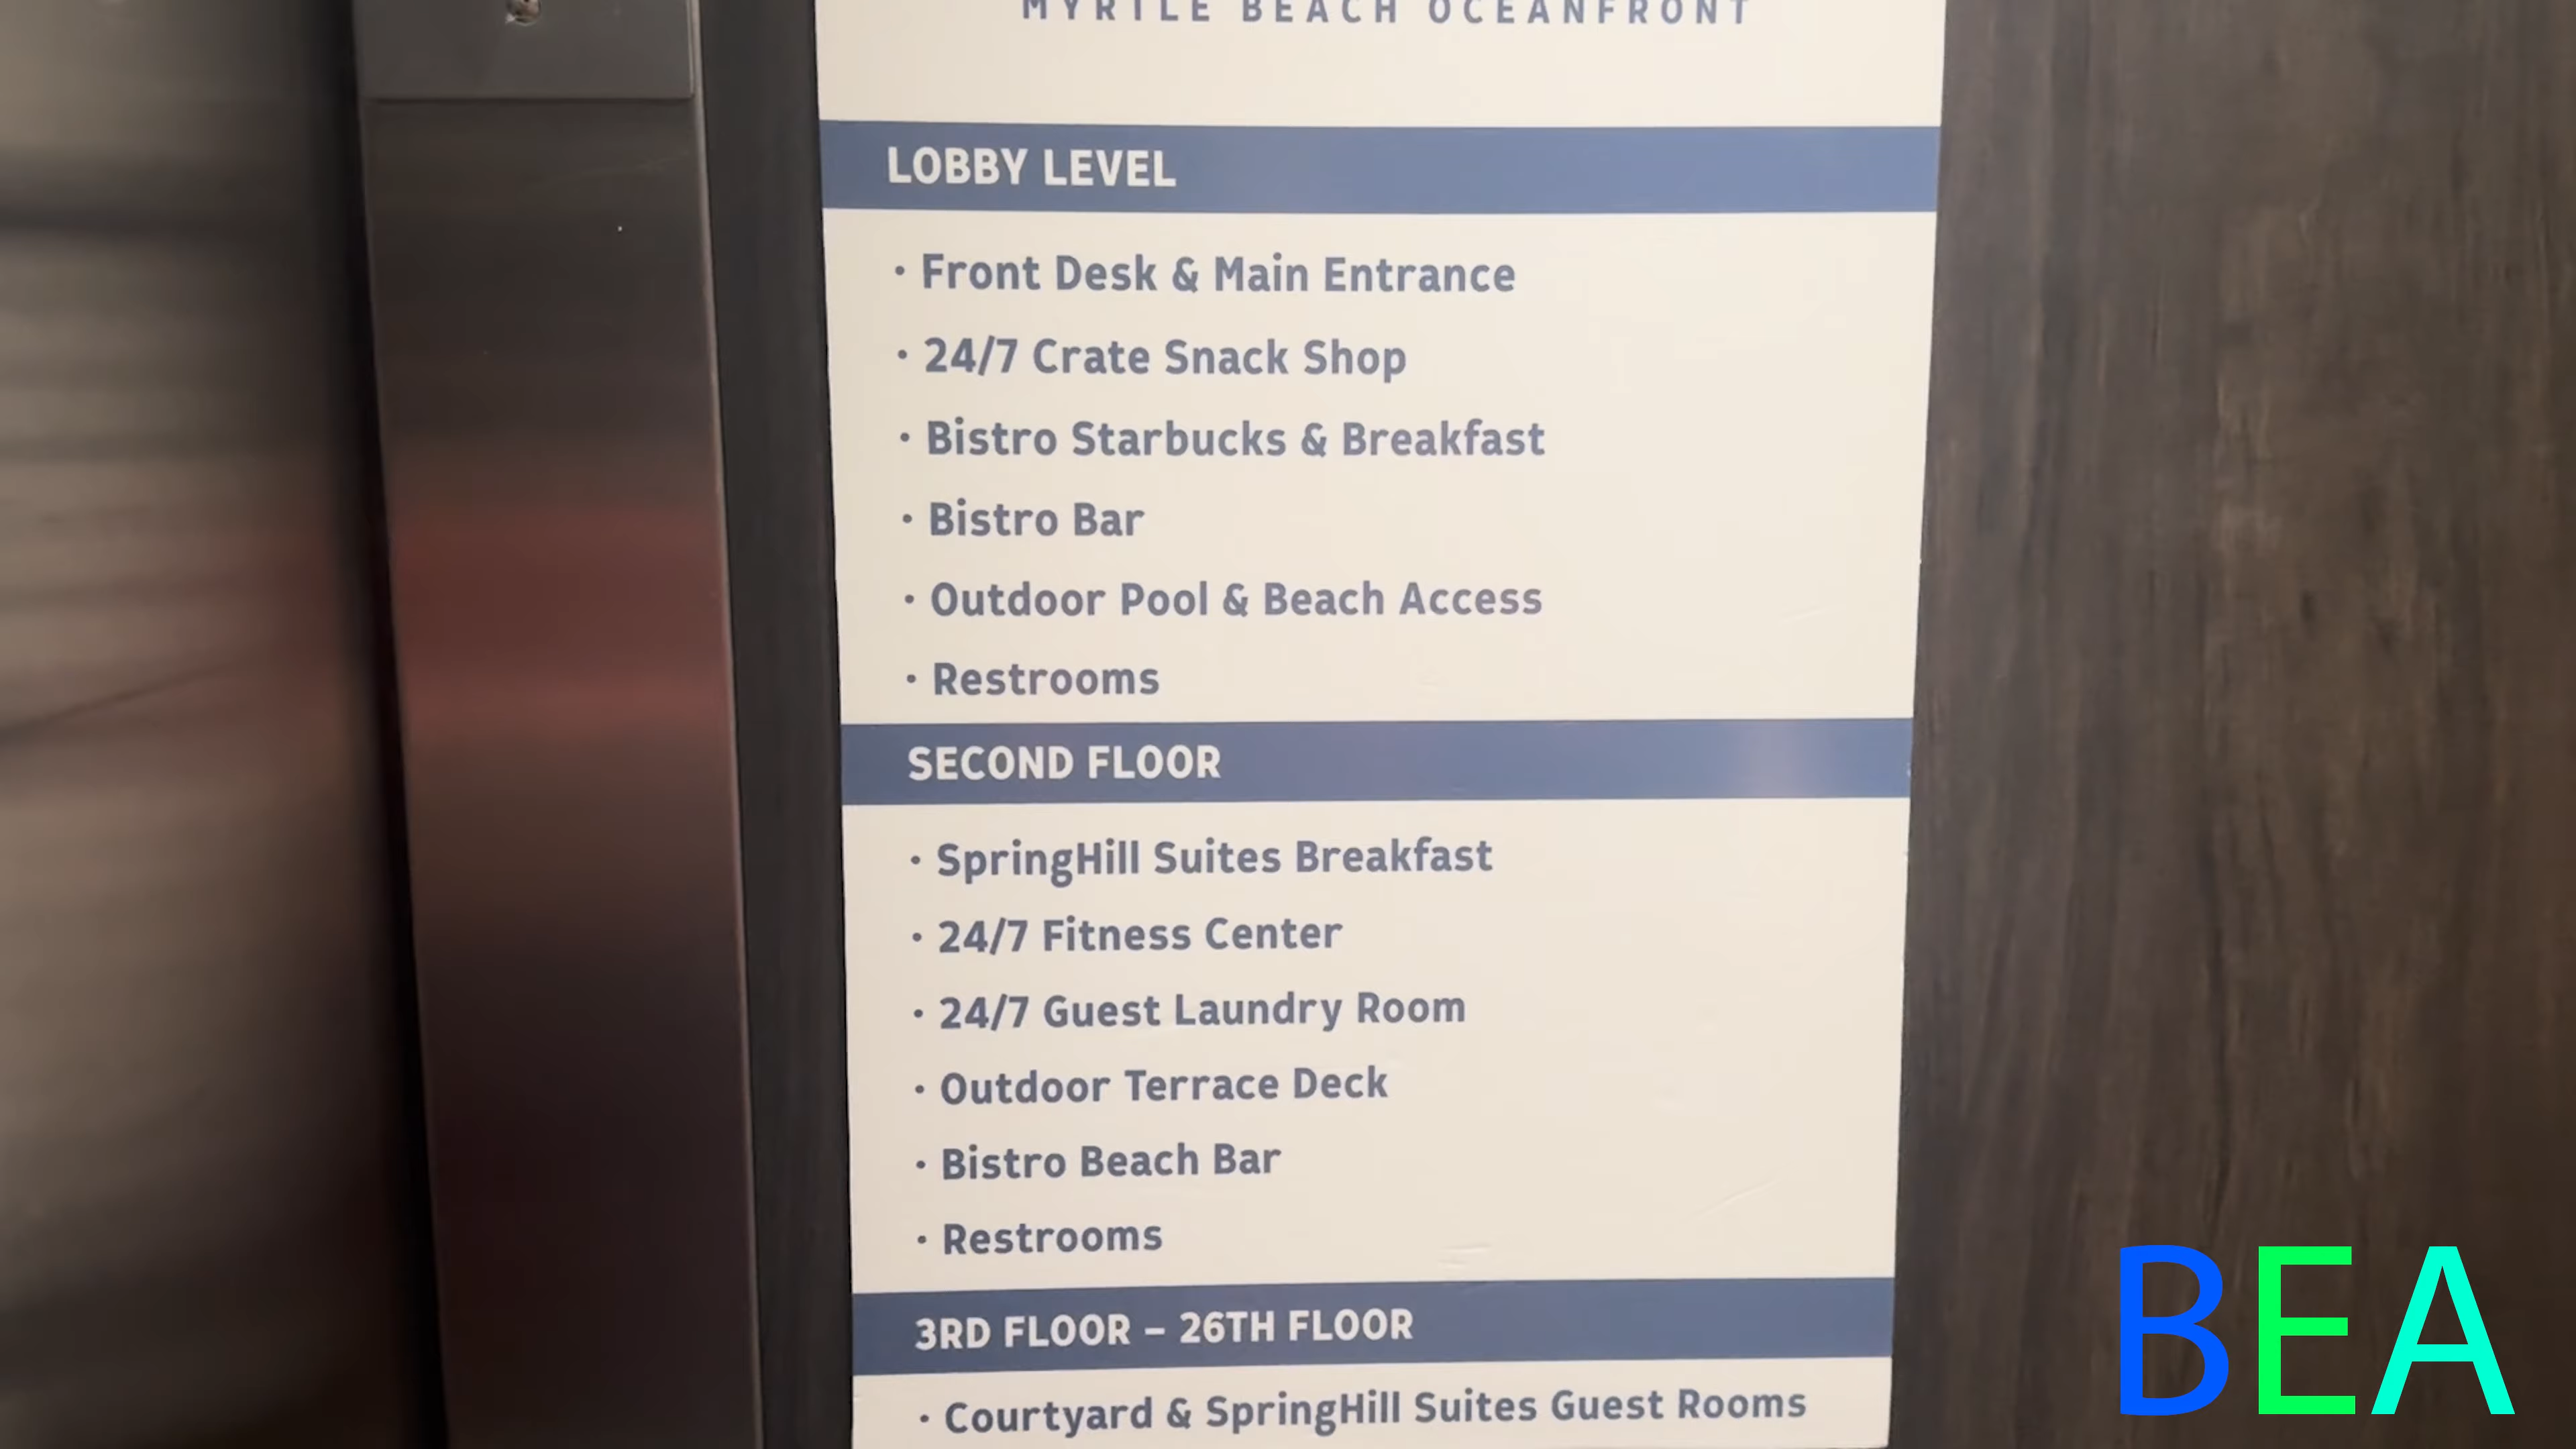 MYRTLE BEACH OCEANFRONT
LOBBY LEVEL
· Front Desk & Main Entrance
· 24/7 Crate Snack Shop
· Bistro Starbucks & Breakfast
· Bistro Bar
· Outdoor Pool & Beach Access
· Restrooms
SECOND FLOOR
· SpringHill Suites Breakfast
· 24/7 Fitness Center
· 24/7 Guest Laundry Room
· Outdoor Terrace Deck
· Bistro Beach Bar
· Restrooms
3RD FLOOR – 26TH FLOOR
· Courtyard & SpringHill Suites Guest Rooms
BEA